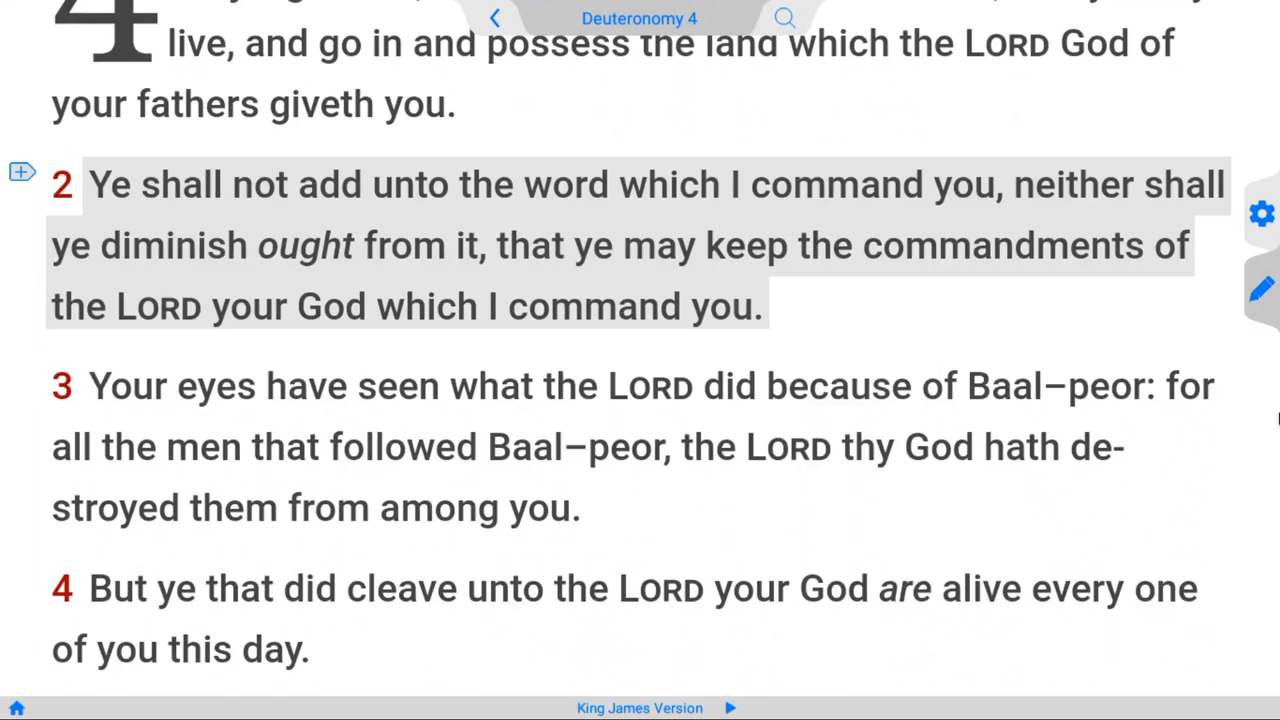 Deuteronomy 4
4
live, and go in and possess the land which the LORD God of
your fathers giveth you.
2 Ye shall not add unto the word which I command you, neither shall
ye diminish ought from it, that ye may keep the commandments of
the LORD your God which I command you.
3 Your eyes have seen what the LORD did because of Baal–peor: for
all the men that followed Baal–peor, the LORD thy God hath de-
stroyed them from among you.
4 But ye that did cleave unto the LORD your God are alive every one
of you this day.
King James Version